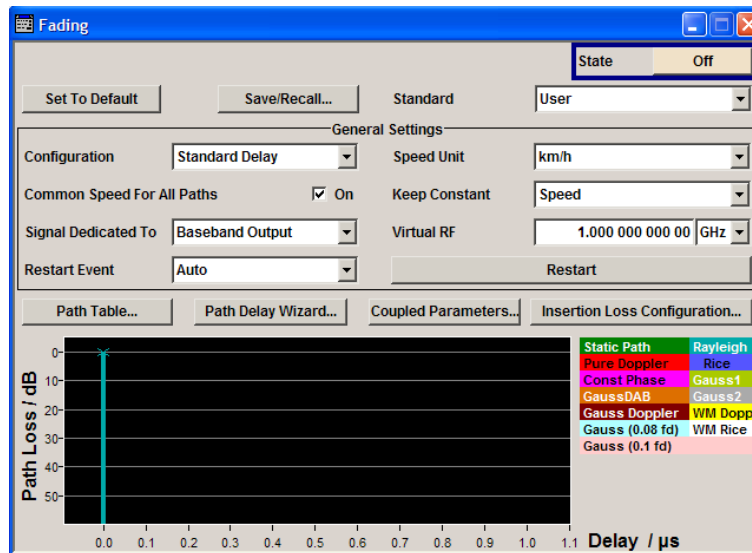 Fading
State Off
Set To Default Save/Recall... Standard User
General Settings
Configuration Standard Delay Speed Unit km/h
Common Speed For All Paths On Keep Constant Speed
Signal Dedicated To Baseband Output Virtual RF 1.000 000 000 00 GHz
Restart Event Auto Restart
Path Table... Path Delay Wizard... Coupled Parameters... Insertion Loss Configuration...
Static Path Rayleigh
Pure Doppler Rice
Const Phase Gauss1
GaussDAB Gauss2
Gauss Doppler WM Dopp
Gauss (0.08 fd) WM Rice
Gauss (0.1 fd)
Path Loss / dB
0
10
20
30
40
50
0.0 0.1 0.2 0.3 0.4 0.5 0.6 0.7 0.8 0.9 1.0 1.1 Delay / µs